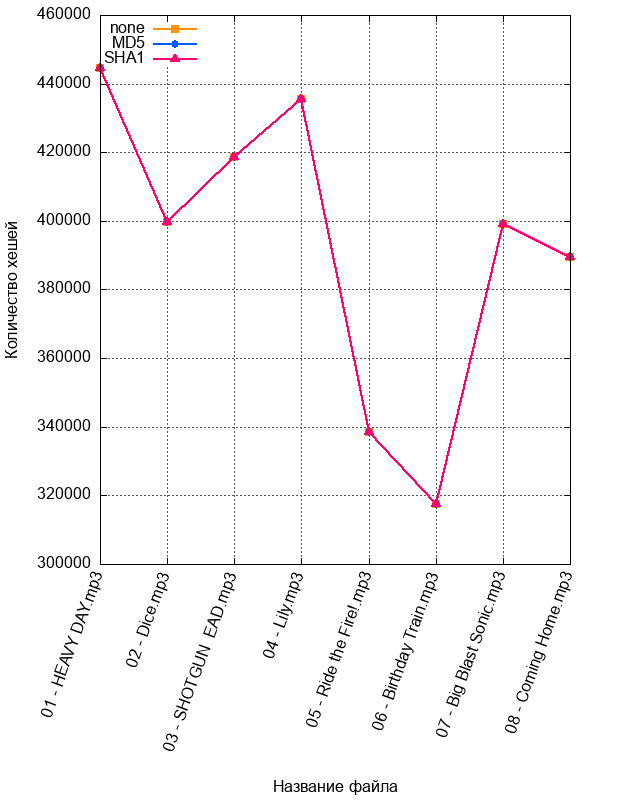 none
MD5
SHA1
460000
440000
420000
400000
380000
360000
340000
320000
300000
Количество хешей
01 - HEAVY DAY.mp3
02 - Dice.mp3
03 - SHOTGUN  EAD.mp3
04 - Lily.mp3
05 - Ride the Fire!.mp3
06 - Birthday Train.mp3
07 - Big Blast Sonic.mp3
08 - Coming Home.mp3
Название файла